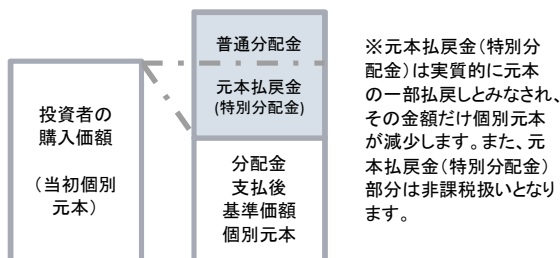 投資者の
購入価額
(当初個別
元本)
普通分配金
元本払戻金
(特別分配金)
分配金
支払後
基準価額
個別元本
※元本払戻金(特別分
配金)は実質的に元本
の一部払戻しとみなされ、
その金額だけ個別元本
が減少します。また、元
本払戻金(特別分配金)
部分は非課税扱いとなり
ます。